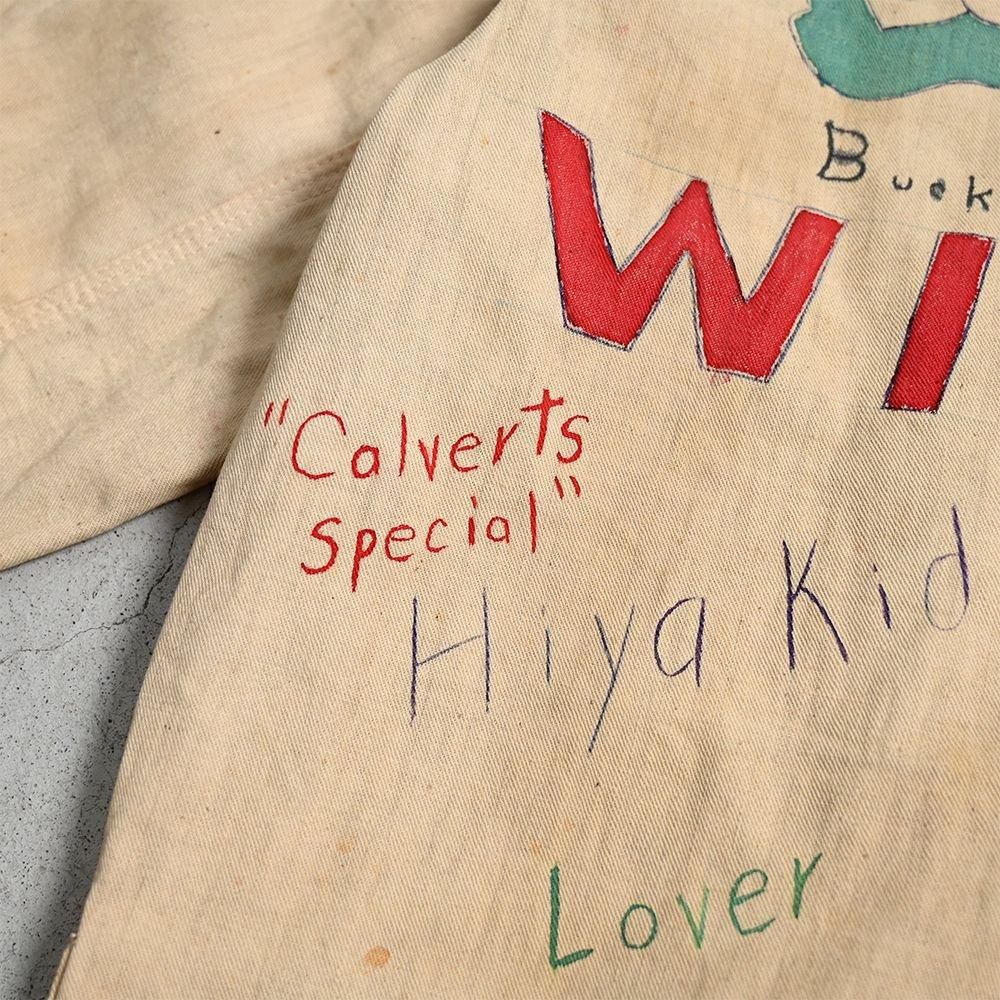 Buck
WI
"Calverts
special"
Hiya Kid
Lover